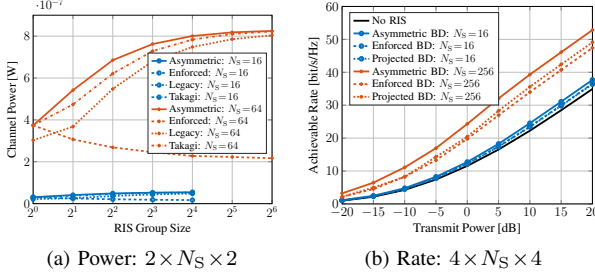 ·10⁻⁷
8
6
4
2
0
2⁰ 2¹ 2² 2³ 2⁴ 2⁵ 2⁶
Channel Power [W]
RIS Group Size
Asymmetric: N_S=16
Enforced: N_S=16
Legacy: N_S=16
Takagi: N_S=16
Asymmetric: N_S=64
Enforced: N_S=64
Legacy: N_S=64
Takagi: N_S=64
(a) Power: 2×N_S×2
60
50
40
30
20
10
0
−20 −15 −10 −5 0 5 10 15 20
Achievable Rate [bit/s/Hz]
Transmit Power [dB]
No RIS
Asymmetric BD: N_S=16
Enforced BD: N_S=16
Projected BD: N_S=16
Asymmetric BD: N_S=256
Enforced BD: N_S=256
Projected BD: N_S=256
(b) Rate: 4×N_S×4